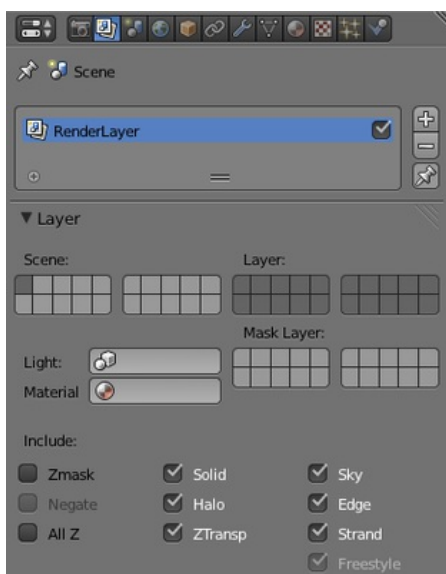 Scene
RenderLayer
Layer
Scene:
Layer:
Mask Layer:
Light:
Material
Include:
Zmask
Solid
Sky
Negate
Halo
Edge
All Z
ZTransp
Strand
Freestyle